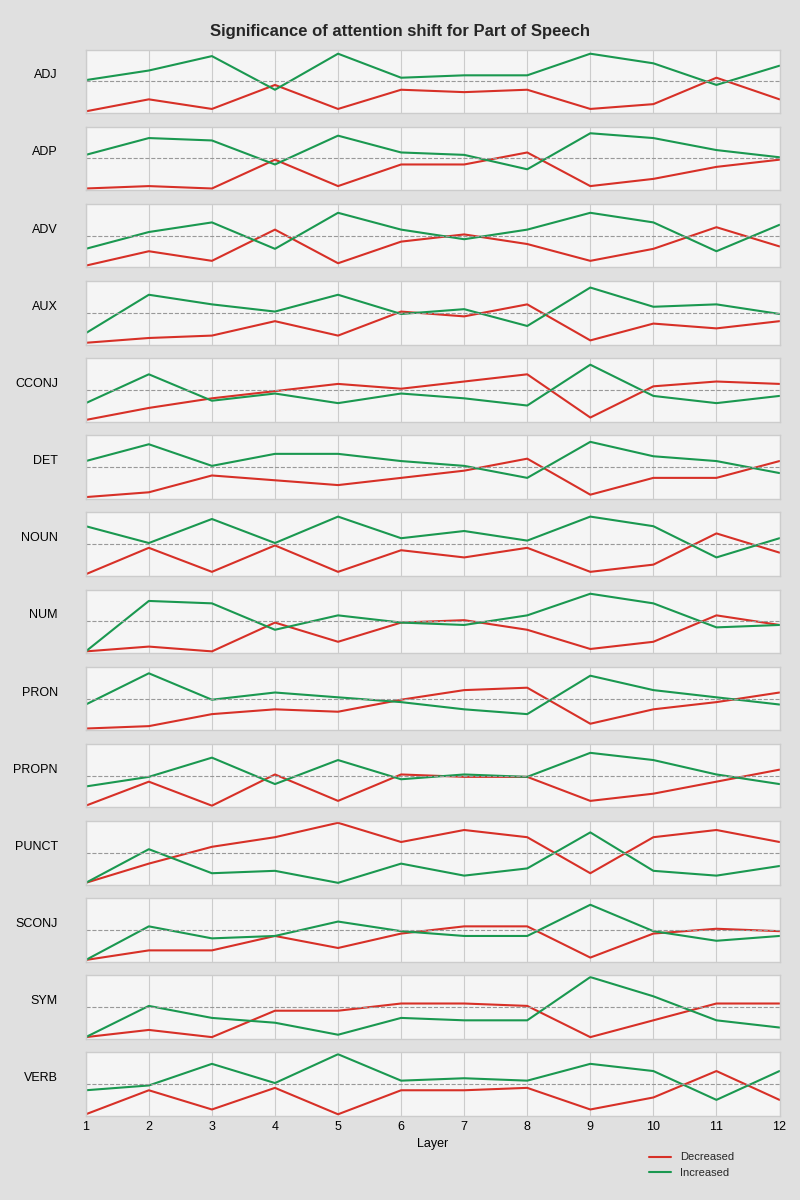 Significance of attention shift for Part of Speech
ADJ
ADP
ADV
AUX
CCONJ
DET
NOUN
NUM
PRON
PROPN
PUNCT
SCONJ
SYM
VERB
1 2 3 4 5 6 7 8 9 10 11 12
Layer
Decreased
Increased